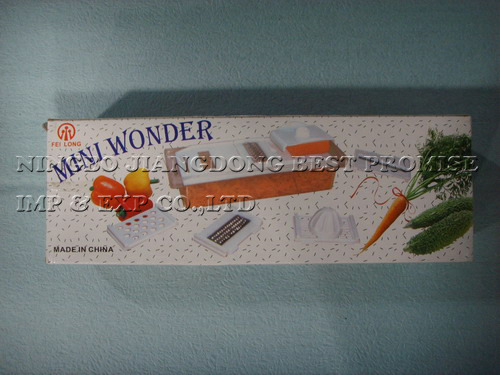 FEI LONG
MINI WONDER
NINGBO JIANGDONG BEST PROMISE
IMP & EXP CO.,LTD
MADE IN CHINA